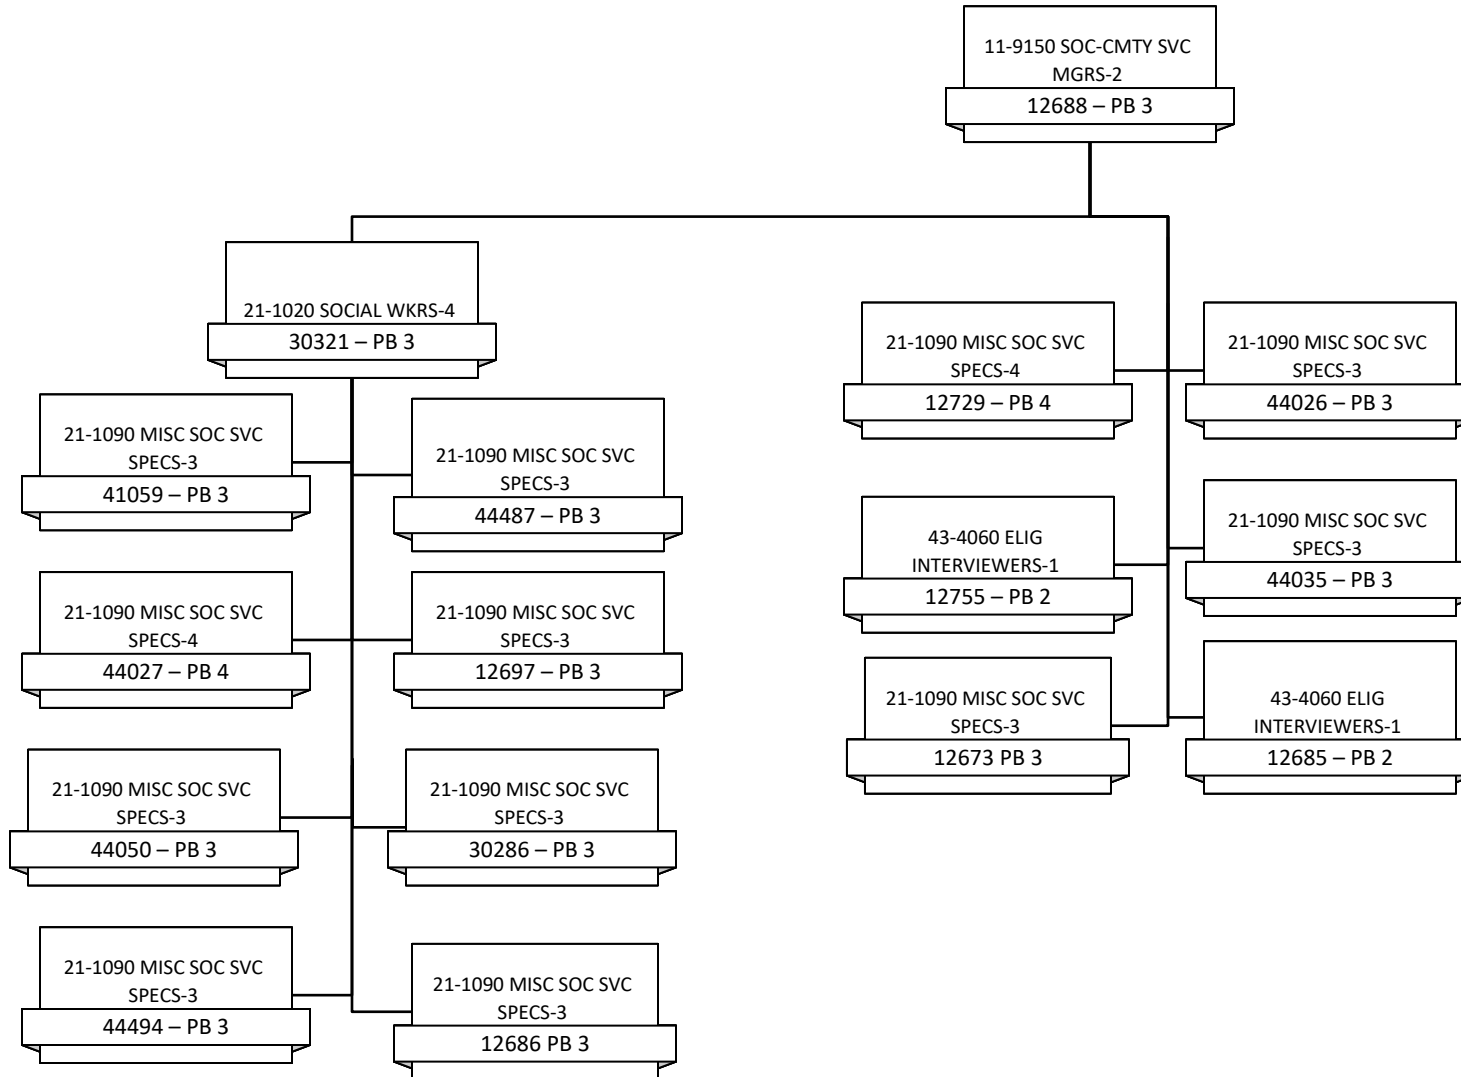 11-9150 SOC-CMTY SVC
MGRS-2
12688 – PB 3
21-1020 SOCIAL WKRS-4
30321 – PB 3
21-1090 MISC SOC SVC
SPECS-3
41059 – PB 3
21-1090 MISC SOC SVC
SPECS-3
44487 – PB 3
21-1090 MISC SOC SVC
SPECS-4
44027 – PB 4
21-1090 MISC SOC SVC
SPECS-3
12697 – PB 3
21-1090 MISC SOC SVC
SPECS-3
44050 – PB 3
21-1090 MISC SOC SVC
SPECS-3
30286 – PB 3
21-1090 MISC SOC SVC
SPECS-3
44494 – PB 3
21-1090 MISC SOC SVC
SPECS-3
12686 PB 3
21-1090 MISC SOC SVC
SPECS-4
12729 – PB 4
21-1090 MISC SOC SVC
SPECS-3
44026 – PB 3
43-4060 ELIG
INTERVIEWERS-1
12755 – PB 2
21-1090 MISC SOC SVC
SPECS-3
44035 – PB 3
21-1090 MISC SOC SVC
SPECS-3
12673 PB 3
43-4060 ELIG
INTERVIEWERS-1
12685 – PB 2